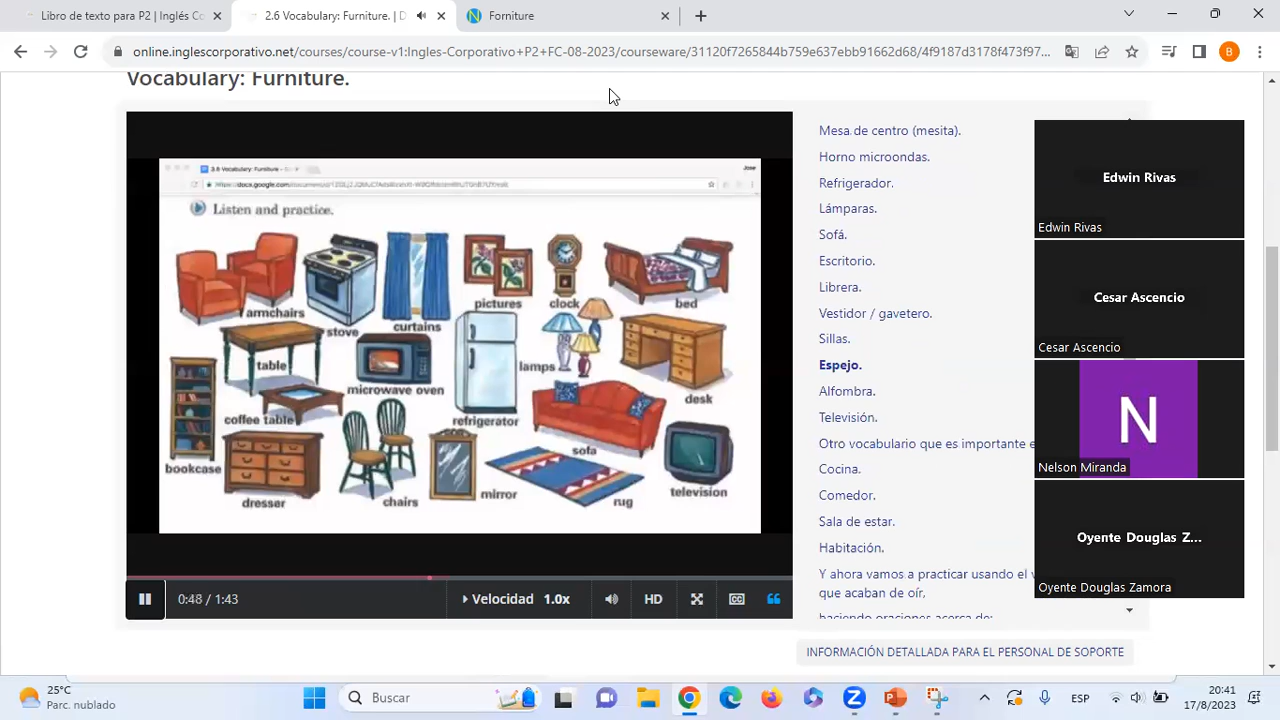 Libro de texto para P2 | Inglés Co
2.6 Vocabulary: Furniture. | D
Forniture
online.inglescorporativo.net/courses/course-v1:Ingles-Corporativo+P2+FC-08-2023/courseware/31120f7265844b759e637ebb91662d68/4f9187d3178f473f97...
B
Vocabulary: Furniture.
Jose
Listen and practice.
armchairs
stove
curtains
pictures
clock
bed
table
microwave oven
lamps
desk
coffee table
refrigerator
sofa
bookcase
dresser
chairs
mirror
rug
television
0:48 / 1:43
Velocidad 1.0x
HD
Mesa de centro (mesita).
Horno microondas.
Refrigerador.
Lámparas.
Sofá.
Escritorio.
Librera.
Vestidor / gavetero.
Sillas.
Espejo.
Alfombra.
Televisión.
Otro vocabulario que es importante e
Cocina.
Comedor.
Sala de estar.
Habitación.
Y ahora vamos a practicar usando el v
que acaban de oír,
haciendo oraciones acerca de:
INFORMACIÓN DETALLADA PARA EL PERSONAL DE SOPORTE
Edwin Rivas
Edwin Rivas
Cesar Ascencio
Cesar Ascencio
N
Nelson Miranda
Oyente Douglas Z...
Oyente Douglas Zamora
25°C
Parc. nublado
Buscar
ESP
20:41
17/8/2023